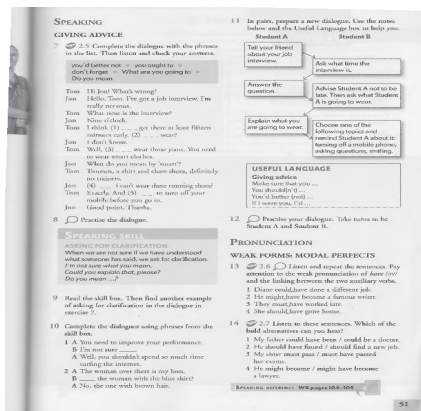 SPEAKING
GIVING ADVICE
7 2.5 Complete the dialogue with the phrases
in the list. Then listen and check your answers.
you'd better not • you ought to •
don't forget • What are you going to •
Do you mean
Tom Hi Jon! What's wrong?
Jon Hello, Tom. I've got a job interview. I'm
really nervous.
Tom What time is the interview?
Jon Nine o'clock.
Tom I think (1) ___ get there at least fifteen
minutes early. (2) ___ wear?
Jon I don't know.
Tom Well, (3) ___ wear those jeans. You need
to wear smart clothes.
Jon What do you mean by 'smart'?
Tom Trousers, a shirt and clean shoes, definitely
no trainers.
Jon (4) ___ I can't wear these running shoes?
Tom Exactly. And (5) ___ to turn off your
mobile before you go in.
Jon Good point. Thanks.
8 Practise the dialogue.
SPEAKING SKILL
ASKING FOR CLARIFICATION
When we are not sure if we have understood
what someone has said, we ask for clarification.
I'm not sure what you mean.
Could you explain that, please?
Do you mean ...?
9 Read the skill box. Then find another example
of asking for clarification in the dialogue in
exercise 7.
10 Complete the dialogues using phrases from the
skill box.
1 A You need to improve your performance.
B I'm not sure ___.
A Well, you shouldn't spend so much time
surfing the internet.
2 A The woman over there is my boss.
B ___ the woman with the blue shirt?
A No, the one with brown hair.
11 In pairs, prepare a new dialogue. Use the notes
below and the Useful Language box to help you.
Student A Student B
Tell your friend
about your job
interview.
Ask what time the
interview is.
Answer the
question.
Advise Student A not to be
late. Then ask what Student
A is going to wear.
Explain what you
are going to wear.
Choose one of the
following topics and
remind Student A about it:
turning off a mobile phone,
asking questions, smiling.
USEFUL LANGUAGE
Giving advice
Make sure that you ...
You should(n't) ...
You'd better (not) ...
If I were you, I'd ...
12 Practise your dialogue. Take turns to be
Student A and Student B.
PRONUNCIATION
WEAK FORMS: MODAL PERFECTS
13 2.6 Listen and repeat the sentences. Pay
attention to the weak pronunciation of have
and the linking between the two auxiliary verbs.
1 Diane could have done a different job.
2 He might have become a famous writer.
3 They must have worked late.
4 She should have gone home.
14 2.7 Listen to these sentences. Which of the
bold alternatives can you hear?
1 My father could have been / could be a doctor.
2 He should have found / should find a new job.
3 My sister must pass / must have passed
her exams.
4 He might become / might have become
a lawyer.
SPEAKING REFERENCE WB pages 104-105
51